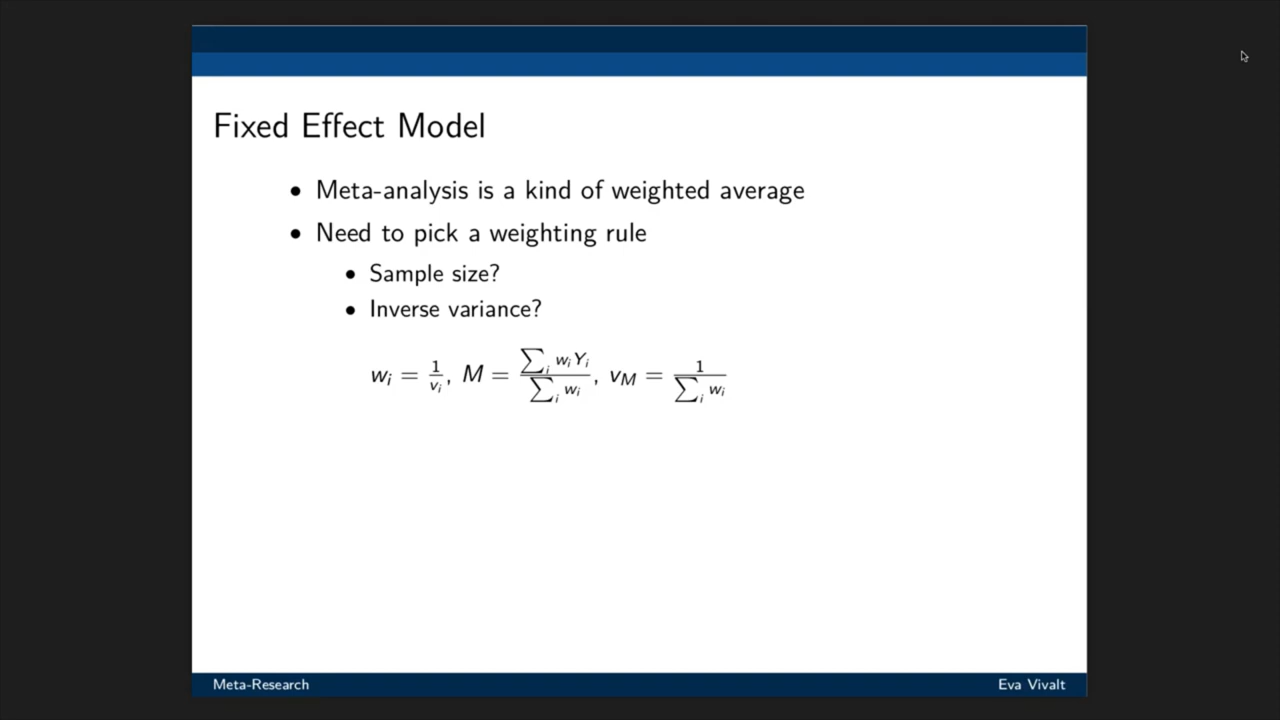 Fixed Effect Model
• Meta-analysis is a kind of weighted average
• Need to pick a weighting rule
• Sample size?
• Inverse variance?
w_i = 1/v_i, M = ∑_i w_i Y_i / ∑_i w_i, v_M = 1 / ∑_i w_i
Meta-Research Eva Vivalt